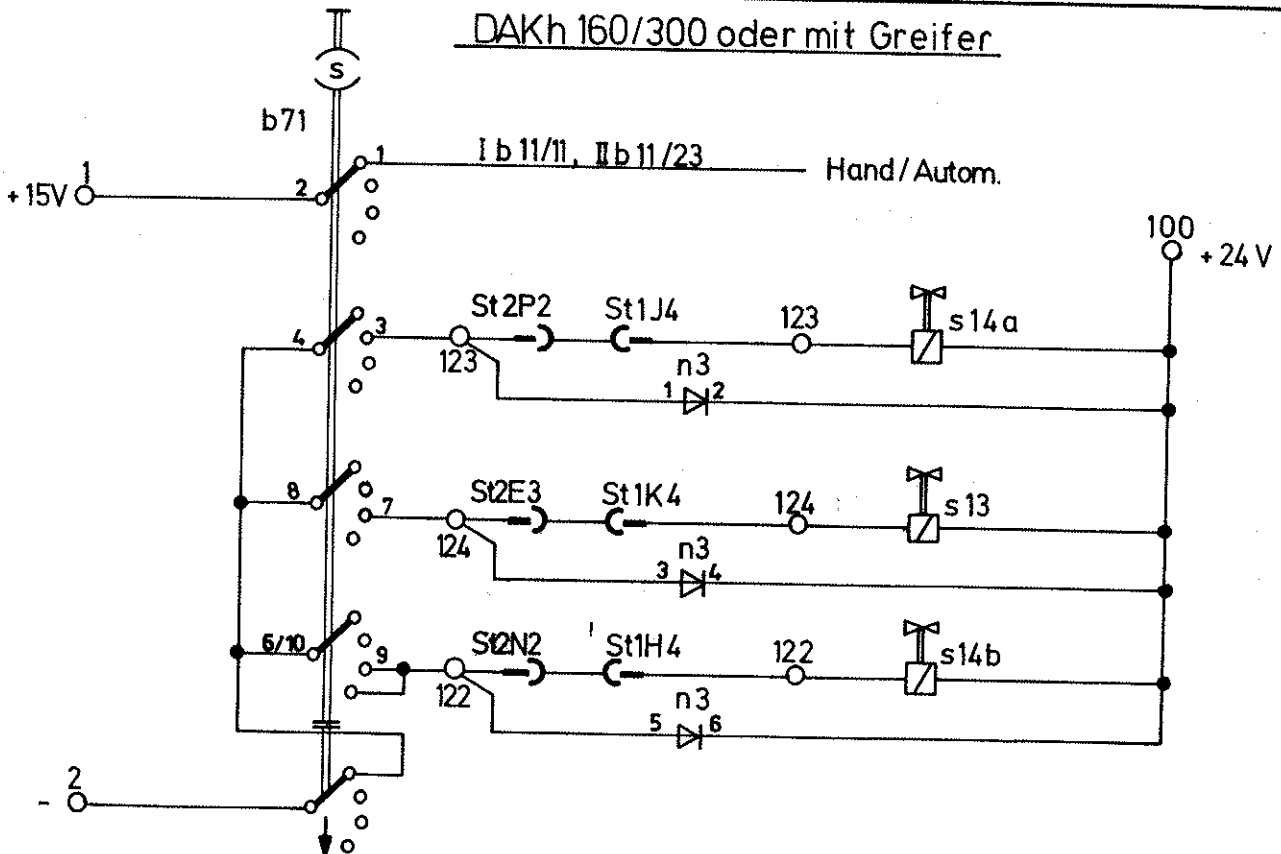 DAKh 160/300 oder mit Greifer
S
b71
1
I b 11/11, II b 11/23
Hand/Autom.
+15V
1
2
100
+24V
4
3
St2P2
St1J4
123
s14a
123
n3
1
2
8
7
St2E3
St1K4
124
s13
124
n3
3
4
6/10
9
St2N2
St1H4
122
s14b
122
n3
5
6
-
2